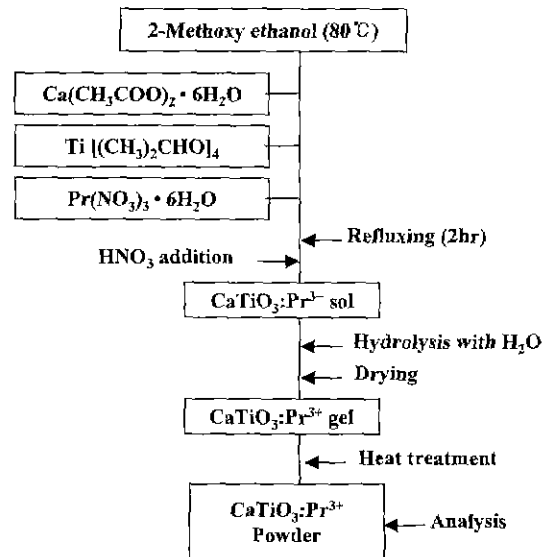 2-Methoxy ethanol (80℃)
Ca(CH₃COO)₂ • 6H₂O
Ti [(CH₃)₂CHO]₄
Pr(NO₃)₃ • 6H₂O
Refluxing (2hr)
HNO₃ addition
CaTiO₃:Pr³⁺ sol
Hydrolysis with H₂O
Drying
CaTiO₃:Pr³⁺ gel
Heat treatment
CaTiO₃:Pr³⁺
Powder
Analysis